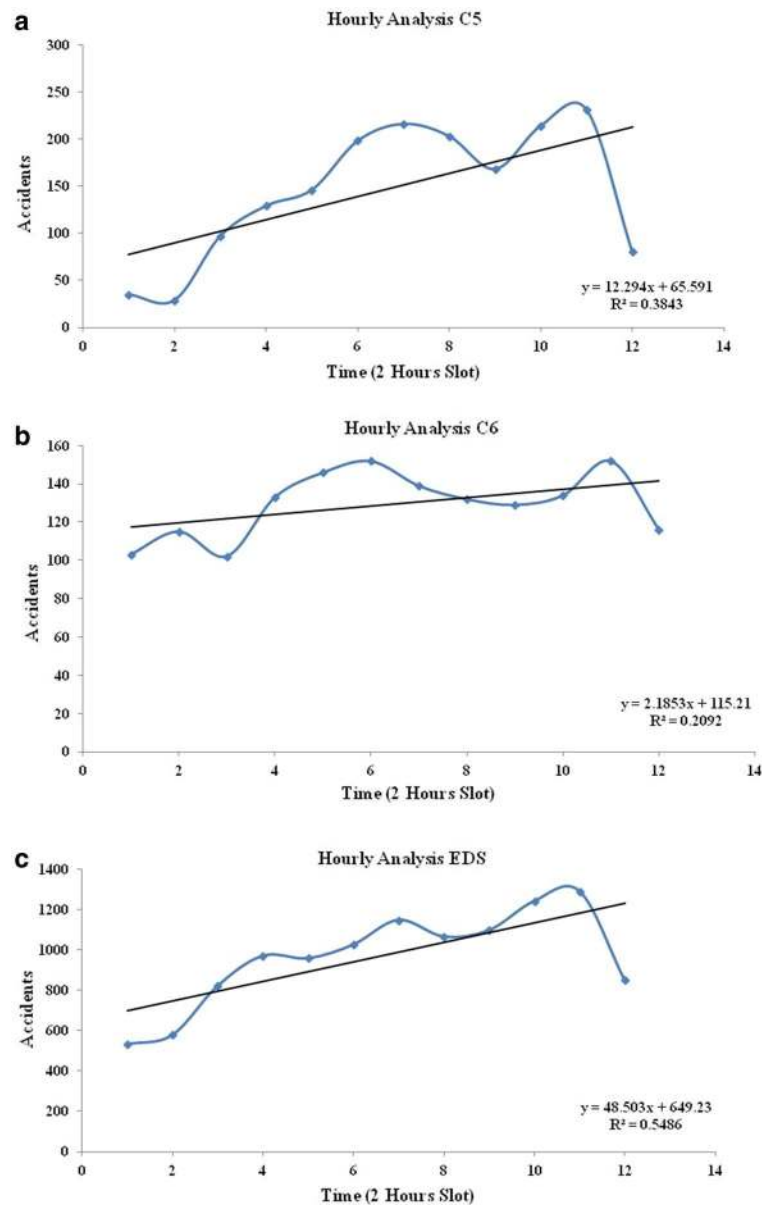 a
Hourly Analysis C5
300
250
200
150
100
50
0
Accidents
y = 12.294x + 65.591
R² = 0.3843
0 2 4 6 8 10 12 14
Time (2 Hours Slot)
b
Hourly Analysis C6
160
140
120
100
80
60
40
20
0
Accidents
y = 2.1853x + 115.21
R² = 0.2092
0 2 4 6 8 10 12 14
Time (2 Hours Slot)
c
Hourly Analysis EDS
1400
1200
1000
800
600
400
200
0
Accidents
y = 48.503x + 649.23
R² = 0.5486
0 2 4 6 8 10 12 14
Time (2 Hours Slot)